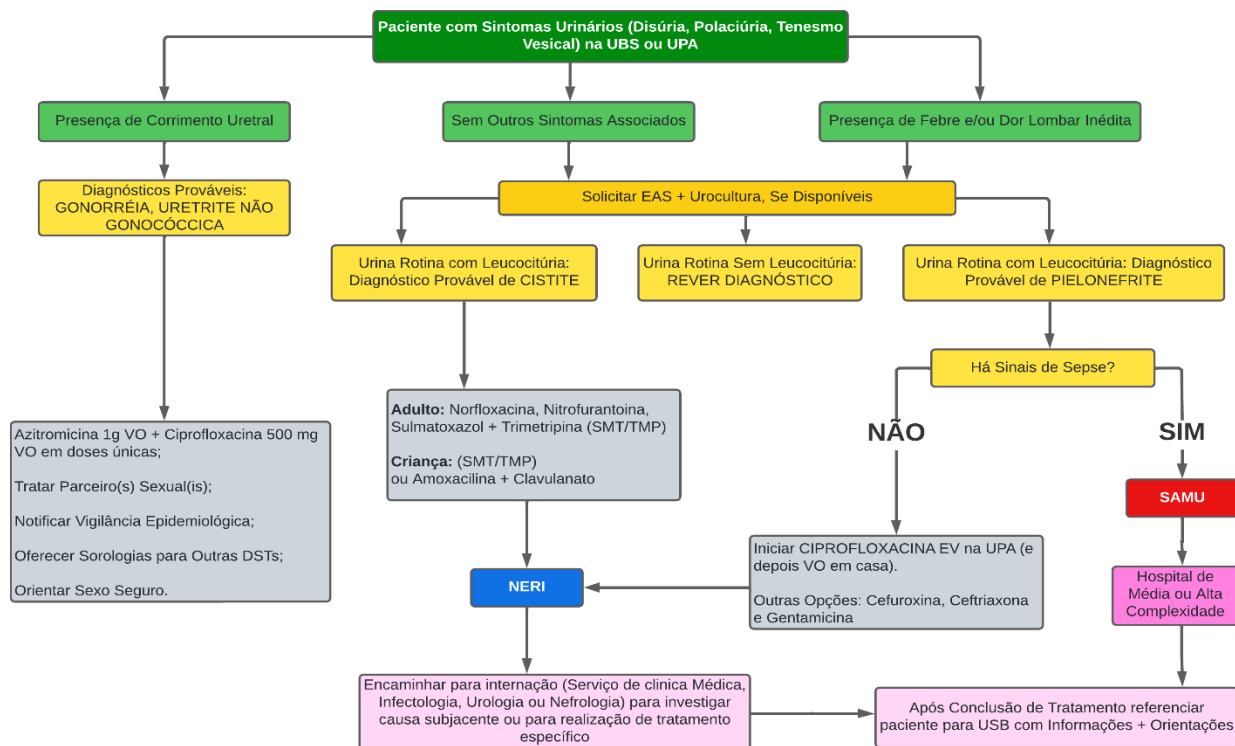 Paciente com Sintomas Urinários (Disúria, Polaciúria, Tenesmo
Vesical) na UBS ou UPA
Presença de Corrimento Uretral
Sem Outros Sintomas Associados
Presença de Febre e/ou Dor Lombar Inédita
Diagnósticos Prováveis:
GONORRÉIA, URETRITE NÃO
GONOCÓCCICA
Solicitar EAS + Urocultura, Se Disponíveis
Urina Rotina com Leucocitúria:
Diagnóstico Provável de CISTITE
Urina Rotina Sem Leucocitúria:
REVER DIAGNÓSTICO
Urina Rotina com Leucocitúria: Diagnóstico
Provável de PIELONEFRITE
Há Sinais de Sepse?
NÃO
SIM
Azitromicina 1g VO + Ciprofloxacina 500 mg
VO em doses únicas;
Tratar Parceiro(s) Sexual(is);
Notificar Vigilância Epidemiológica;
Oferecer Sorologias para Outras DSTs;
Orientar Sexo Seguro.
Adulto: Norfloxacina, Nitrofurantoina,
Sulmatoxazol + Trimetripina (SMT/TMP)
Criança: (SMT/TMP)
ou Amoxacilina + Clavulanato
SAMU
NERI
Iniciar CIPROFLOXACINA EV na UPA (e
depois VO em casa).
Outras Opções: Cefuroxina, Ceftriaxona
e Gentamicina
Hospital de
Média ou Alta
Complexidade
Encaminhar para internação (Serviço de clinica Médica,
Infectologia, Urologia ou Nefrologia) para investigar
causa subjacente ou para realização de tratamento
específico
Após Conclusão de Tratamento referenciar
paciente para USB com Informações + Orientações